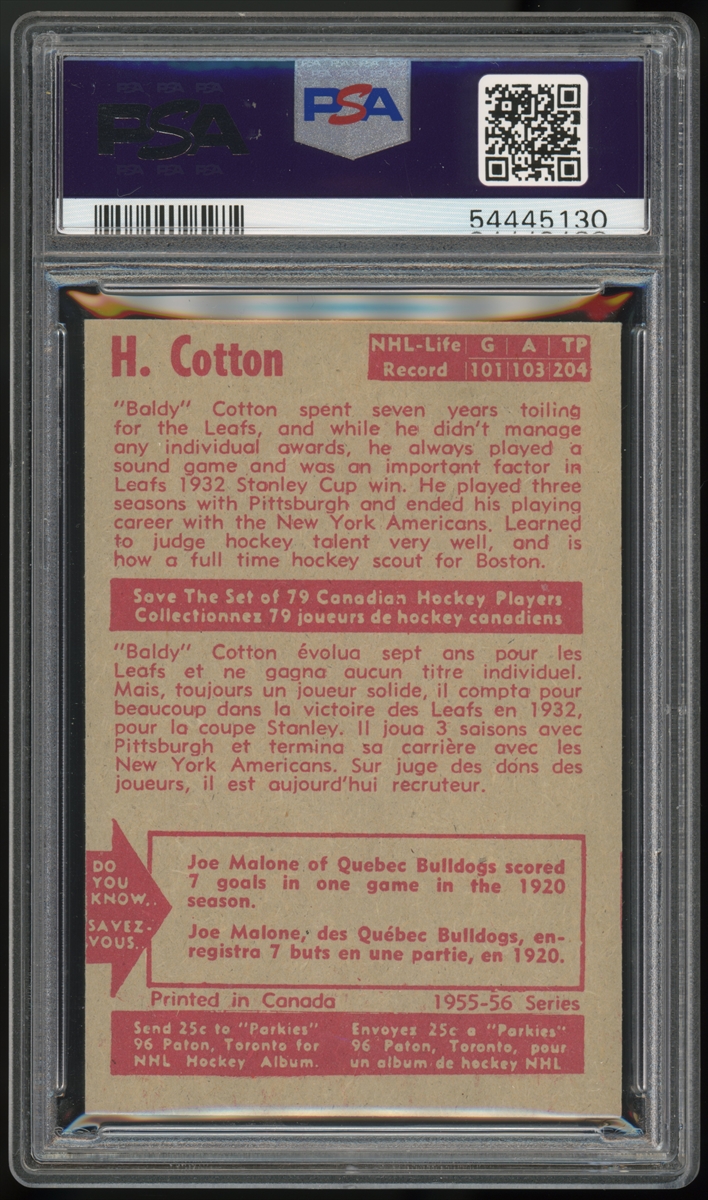 PSA PSA PSA
PSA
PSA PSA PSA
PSA
54445130
H. Cotton
NHL-Life G A TP
Record 101 103 204
"Baldy" Cotton spent seven years toiling
for the Leafs, and while he didn't manage
any individual awards, he always played a
sound game and was an important factor in
Leafs 1932 Stanley Cup win. He played three
seasons with Pittsburgh and ended his playing
career with the New York Americans. Learned
to judge hockey talent very well, and is
how a full time hockey scout for Boston.
Save The Set of 79 Canadian Hockey Players
Collectionnez 79 joueurs de hockey canadiens
"Baldy" Cotton évolua sept ans pour les
Leafs et ne gagna aucun titre individuel.
Mais, toujours un joueur solide, il compta pour
beaucoup dans la victoire des Leafs en 1932,
pour la coupe Stanley. Il joua 3 saisons avec
Pittsburgh et termina sa carrière avec les
New York Americans. Sur juge des dons des
joueurs, il est aujourd'hui recruteur.
DO
YOU
KNOW..
SAVEZ-
VOUS..
Joe Malone of Quebec Bulldogs scored
7 goals in one game in the 1920
season.
Joe Malone, des Québec Bulldogs, en-
registra 7 buts en une partie, en 1920.
Printed in Canada 1955-56 Series
Send 25c to "Parkies"
96 Paton, Toronto for
NHL Hockey Album.
Envoyez 25c a "Parkies"
96 Paton, Toronto, pour
un album de hockey NHL